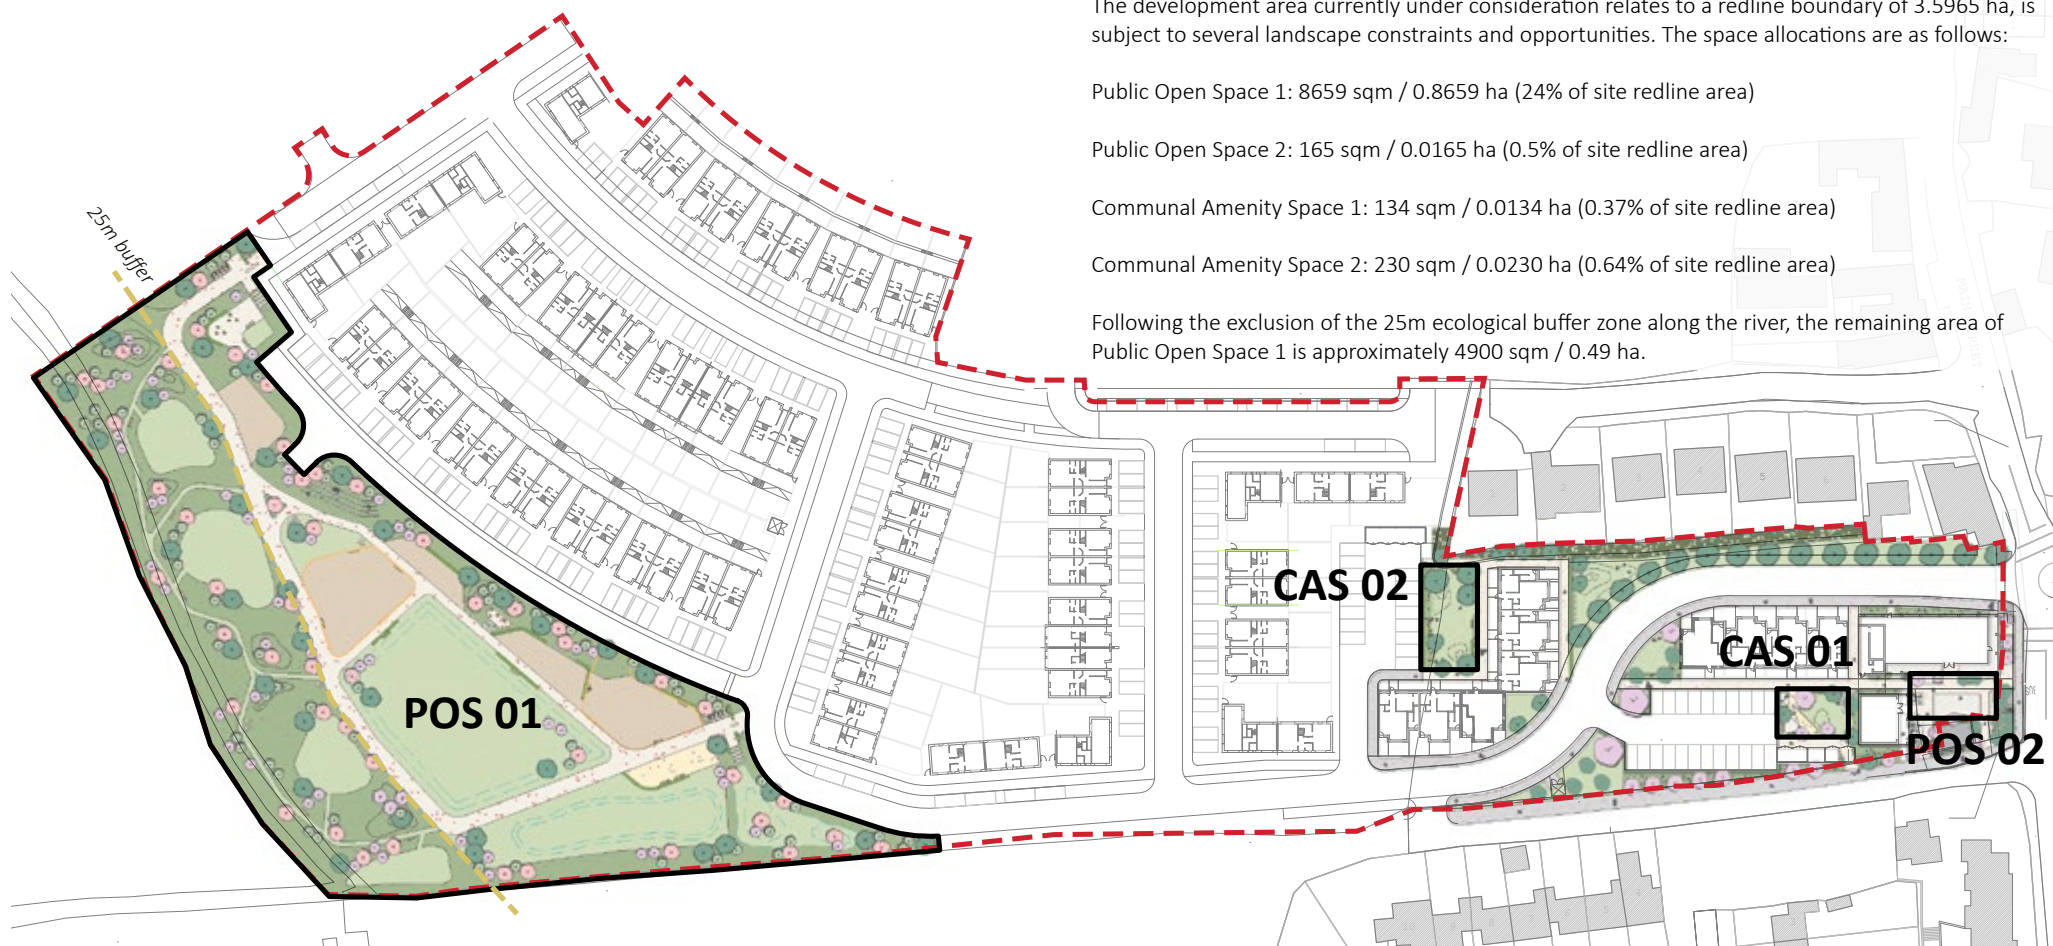 The development area currently under consideration relates to a redline boundary of 3.5965 ha, is
subject to several landscape constraints and opportunities. The space allocations are as follows:
Public Open Space 1: 8659 sqm / 0.8659 ha (24% of site redline area)
Public Open Space 2: 165 sqm / 0.0165 ha (0.5% of site redline area)
Communal Amenity Space 1: 134 sqm / 0.0134 ha (0.37% of site redline area)
Communal Amenity Space 2: 230 sqm / 0.0230 ha (0.64% of site redline area)
Following the exclusion of the 25m ecological buffer zone along the river, the remaining area of
Public Open Space 1 is approximately 4900 sqm / 0.49 ha.
25m buffer
CAS 02
CAS 01
POS 01
POS 02
1
2
4
5
6